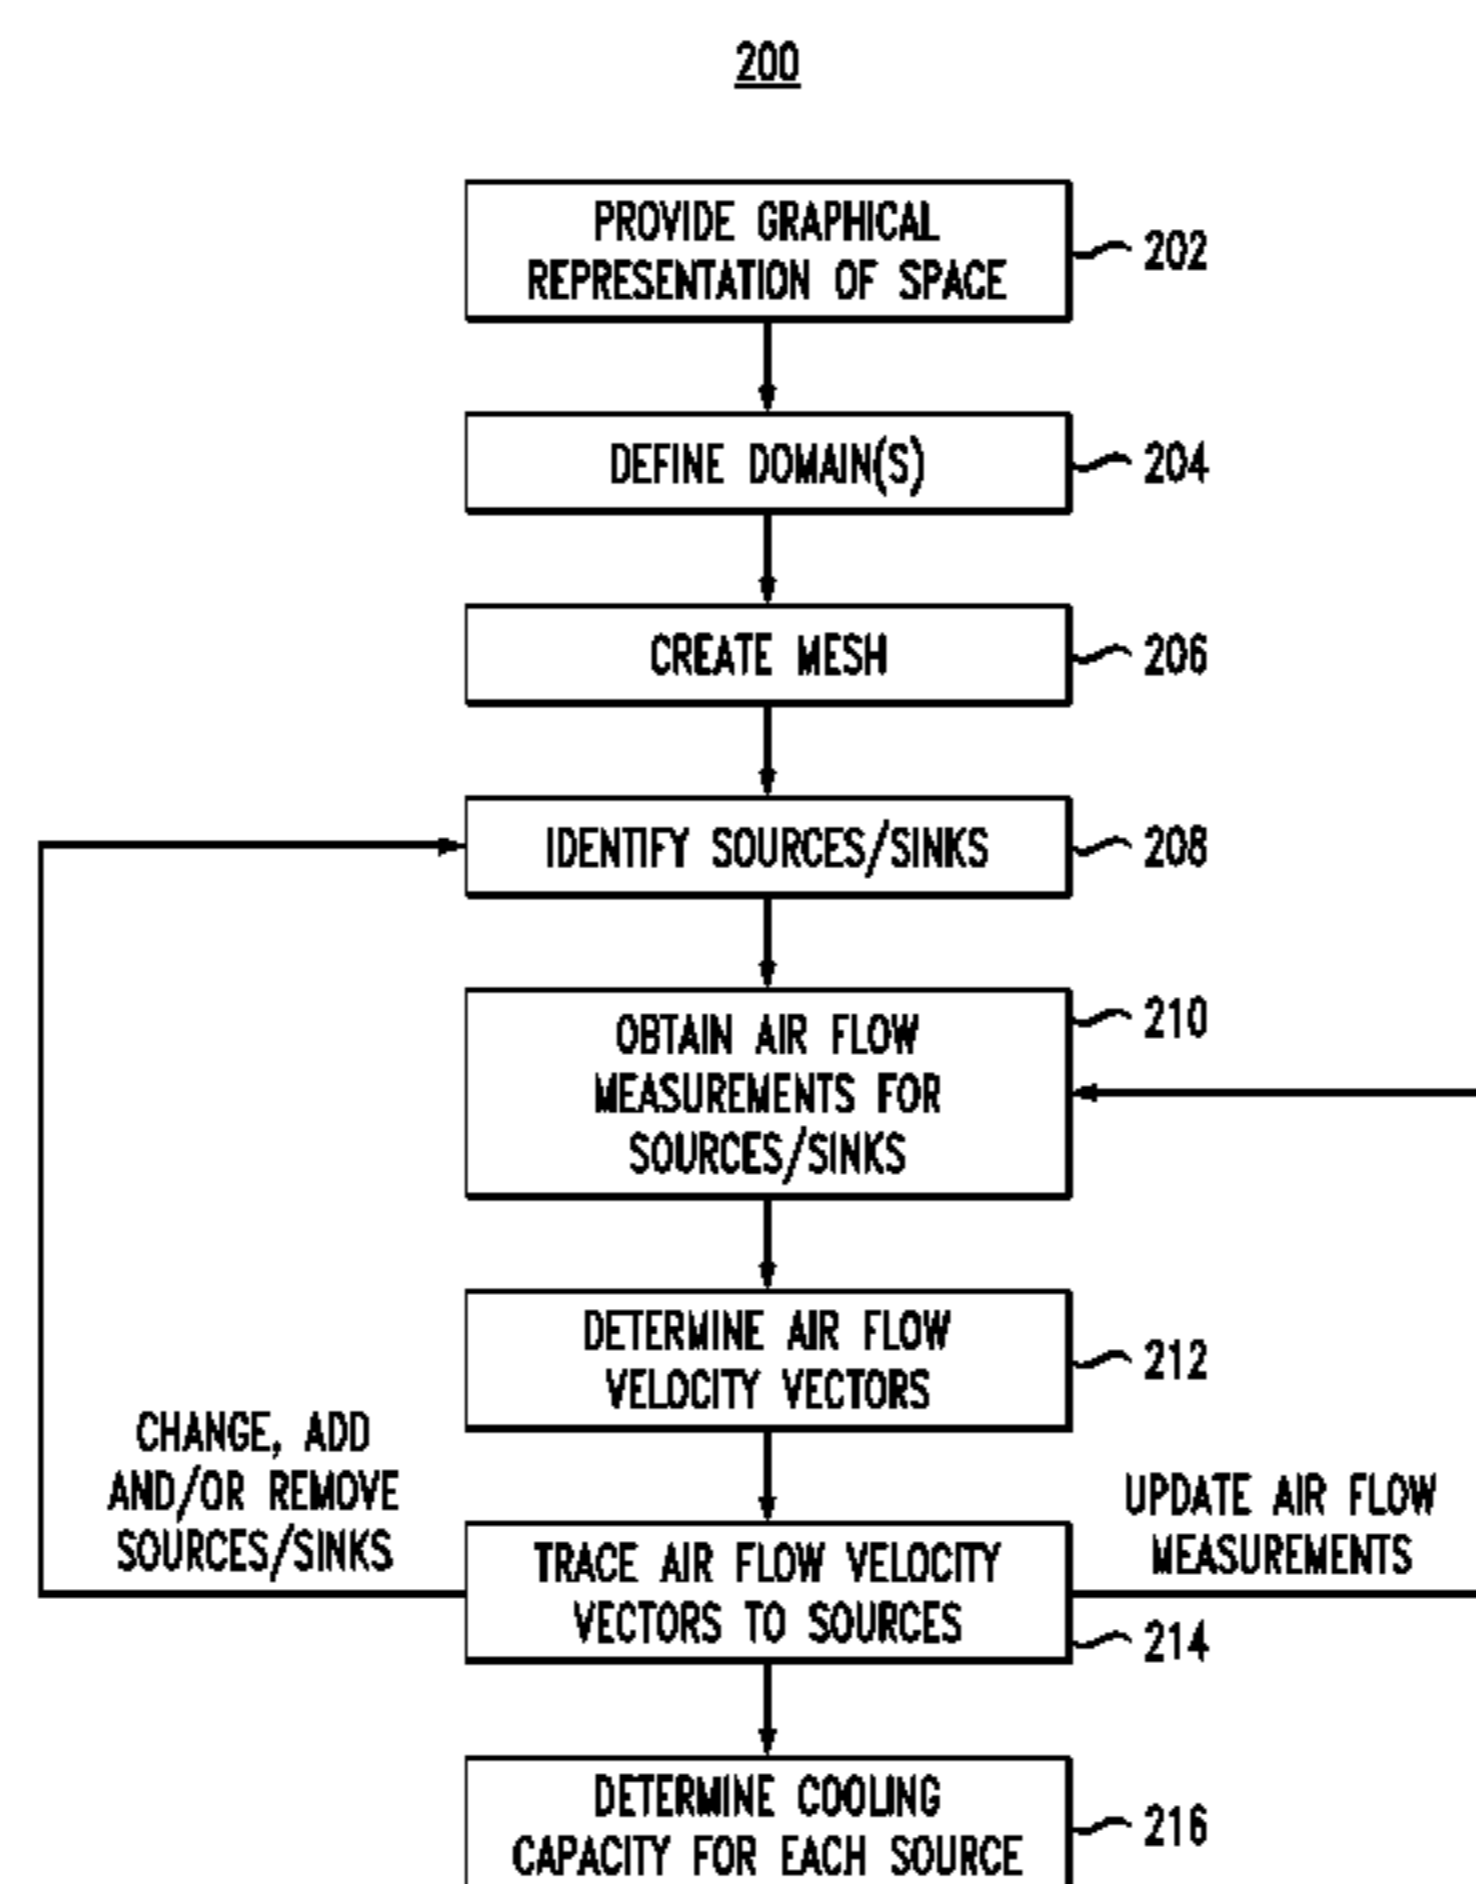 200
PROVIDE GRAPHICAL
REPRESENTATION OF SPACE
202
DEFINE DOMAIN(S)
204
CREATE MESH
206
IDENTIFY SOURCES/SINKS
208
OBTAIN AIR FLOW
MEASUREMENTS FOR
SOURCES/SINKS
210
DETERMINE AIR FLOW
VELOCITY VECTORS
212
CHANGE, ADD
AND/OR REMOVE
SOURCES/SINKS
UPDATE AIR FLOW
MEASUREMENTS
TRACE AIR FLOW VELOCITY
VECTORS TO SOURCES
214
DETERMINE COOLING
CAPACITY FOR EACH SOURCE
216